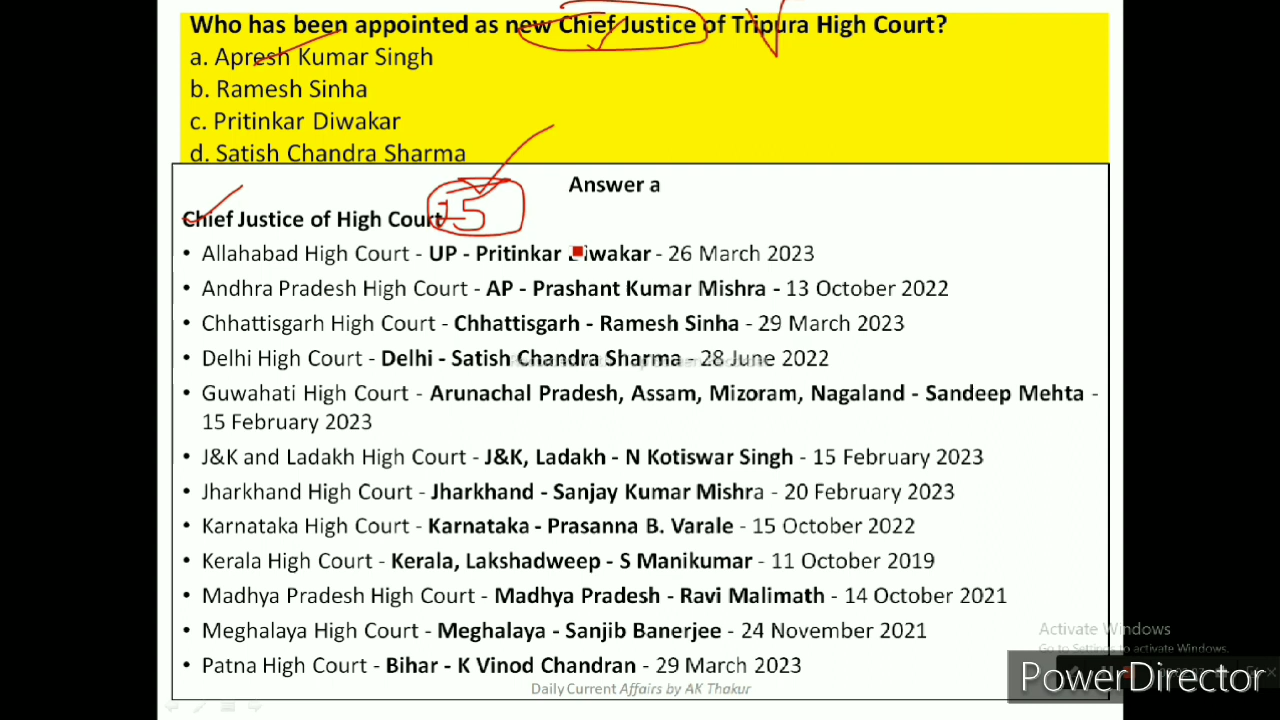 Who has been appointed as new Chief Justice of Tripura High Court?
a. Apresh Kumar Singh
b. Ramesh Sinha
c. Pritinkar Diwakar
d. Satish Chandra Sharma
Answer a
Chief Justice of High Court
15
• Allahabad High Court - UP - Pritinkar Diwakar - 26 March 2023
• Andhra Pradesh High Court - AP - Prashant Kumar Mishra - 13 October 2022
• Chhattisgarh High Court - Chhattisgarh - Ramesh Sinha - 29 March 2023
• Delhi High Court - Delhi - Satish Chandra Sharma - 28 June 2022
• Guwahati High Court - Arunachal Pradesh, Assam, Mizoram, Nagaland - Sandeep Mehta -
15 February 2023
• J&K and Ladakh High Court - J&K, Ladakh - N Kotiswar Singh - 15 February 2023
• Jharkhand High Court - Jharkhand - Sanjay Kumar Mishra - 20 February 2023
• Karnataka High Court - Karnataka - Prasanna B. Varale - 15 October 2022
• Kerala High Court - Kerala, Lakshadweep - S Manikumar - 11 October 2019
• Madhya Pradesh High Court - Madhya Pradesh - Ravi Malimath - 14 October 2021
• Meghalaya High Court - Meghalaya - Sanjib Banerjee - 24 November 2021
• Patna High Court - Bihar - K Vinod Chandran - 29 March 2023
Daily Current Affairs by AK Thakur
Activate Windows
Go to Settings to activate Windows.
PowerDirector